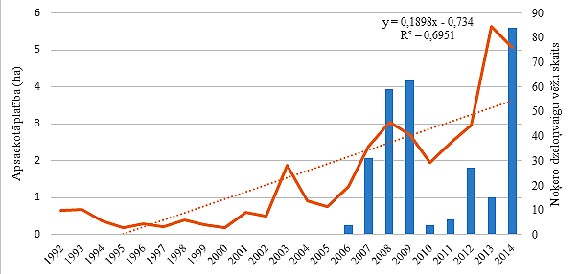 6 90
y = 0,1898x - 0,734
R² = 0,6951
5 80
70
4 60
3 50
40
2 30
1 20
10
0 0
Apsaekotā platība (ha)
Noķerto dzeloņvaigu vēžu skaits
1992 1993 1994 1995 1996 1997 1998 1999 2000 2001 2002 2003 2004 2005 2006 2007 2008 2009 2010 2011 2012 2013 2014